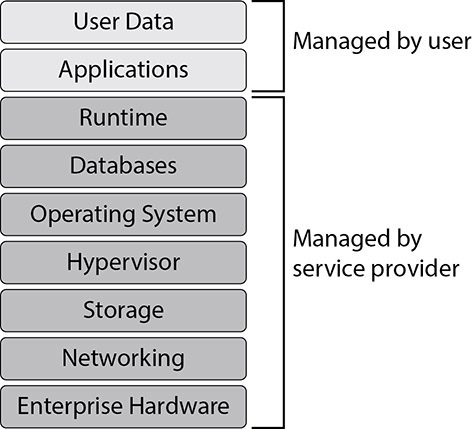 User Data
Applications
Managed by user
Runtime
Databases
Operating System
Hypervisor
Storage
Networking
Enterprise Hardware
Managed by
service provider